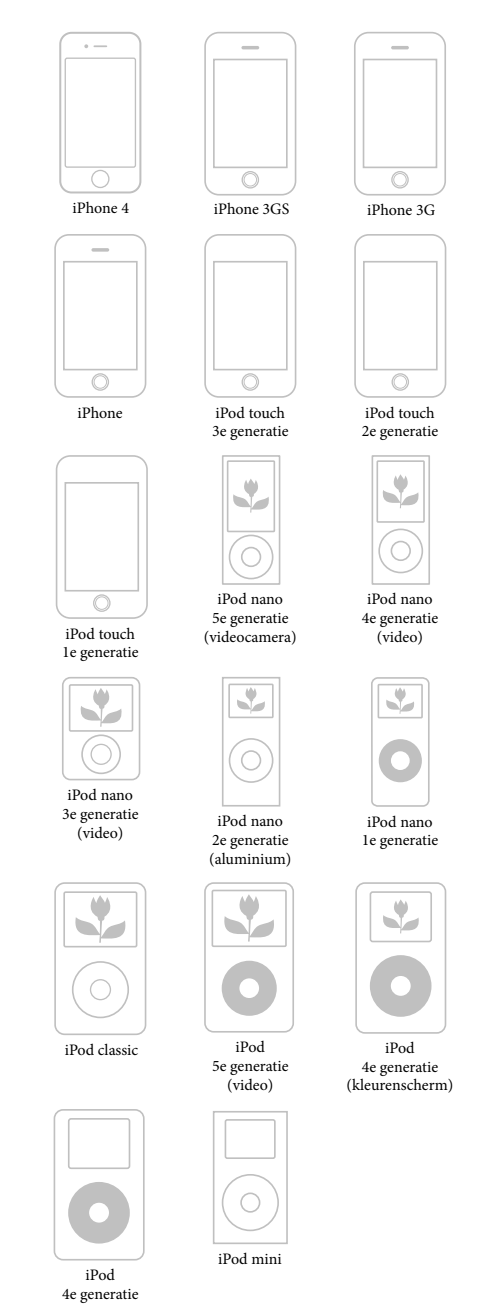 iPhone 4
iPhone 3GS
iPhone 3G
iPhone
iPod touch
3e generatie
iPod touch
2e generatie
iPod touch
1e generatie
iPod nano
5e generatie
(videocamera)
iPod nano
4e generatie
(video)
iPod nano
3e generatie
(video)
iPod nano
2e generatie
(aluminium)
iPod nano
1e generatie
iPod classic
iPod
5e generatie
(video)
iPod
4e generatie
(kleurenscherm)
iPod
4e generatie
iPod mini